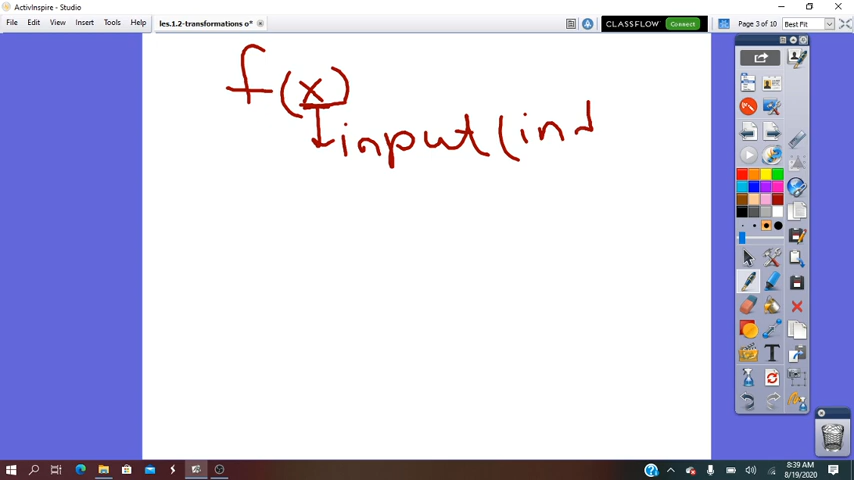 ActivInspire - Studio
File Edit View Insert Tools Help
les.1.2-transformations o*
CLASSFLOW Connect
Page 3 of 10
Best Fit
f(x)
input (ind
T
8:39 AM
8/19/2020